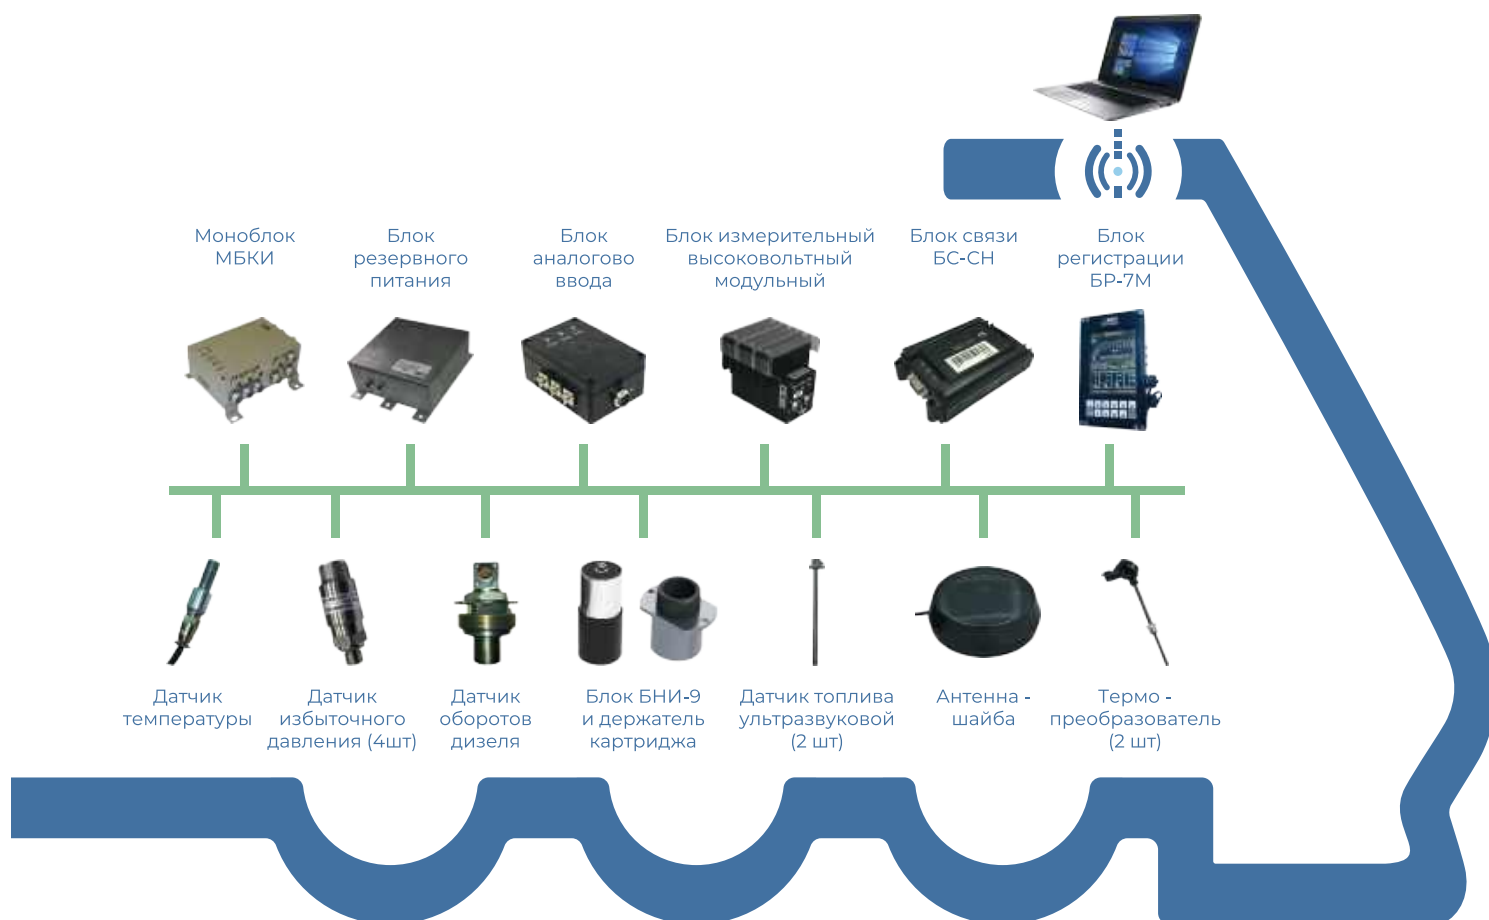 Моноблок
МБКИ
Блок
резервного
питания
Блок
аналогово
ввода
Блок измерительный
высоковольтный
модульный
Блок связи
БС-СН
Блок
регистрации
БР-7М
Датчик
температуры
Датчик
избыточного
давления (4шт)
Датчик
оборотов
дизеля
Блок БНИ-9
и держатель
картриджа
Датчик топлива
ультразвуковой
(2 шт)
Антенна -
шайба
Термо -
преобразователь
(2 шт)